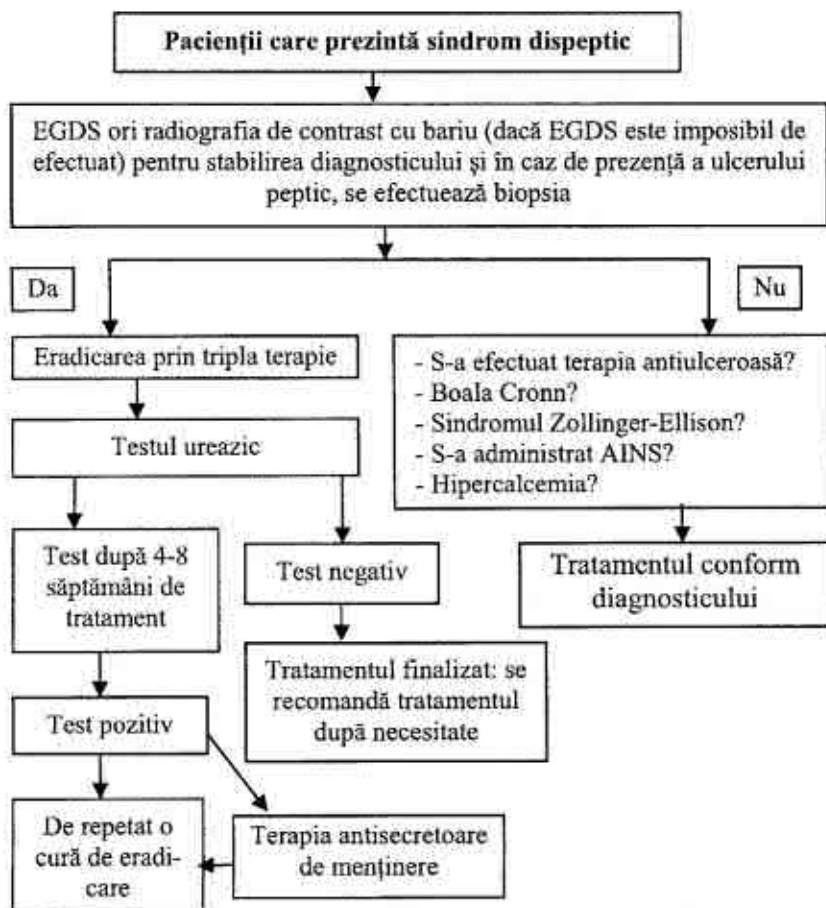 Pacienții care prezintă sindrom dispeptic
EGDS ori radiografia de contrast cu bariu (dacă EGDS este imposibil de
efectuat) pentru stabilirea diagnosticului și în caz de prezență a ulcerului
peptic, se efectuează biopsia
Da
Nu
Eradicarea prin tripla terapie
- S-a efectuat terapia antiulceroasă?
- Boala Cronn?
- Sindromul Zollinger-Ellison?
- S-a administrat AINS?
- Hipercalcemia?
Testul ureazic
Test după 4-8
săptămâni de
tratament
Test negativ
Tratamentul conform
diagnosticului
Tratamentul finalizat: se
recomandă tratamentul
după necesitate
Test pozitiv
De repetat o
cură de eradi-
care
Terapia antisecretoare
de menținere